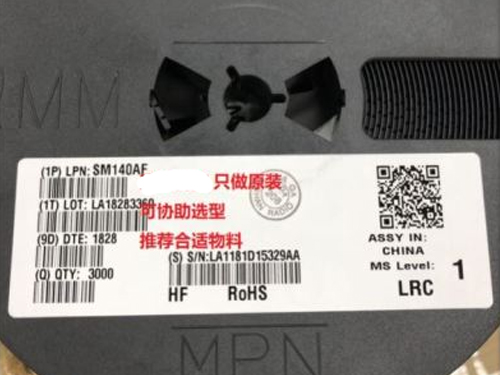 MM
(1P) LPN: SM140AF
只做原装
(1T) LOT: LA18283360
可协助选型
(9D) DTE: 1828
推荐合适物料
(Q) QTY: 3000
(S) S/N:LA1181D15329AA
HF RoHS
ASSY IN:
CHINA
MS Level: 1
LRC
MPN